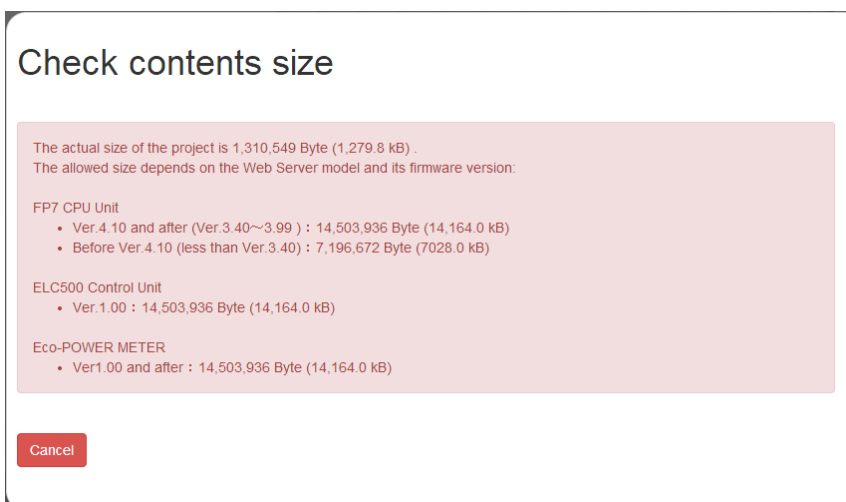 Check contents size
The actual size of the project is 1,310,549 Byte (1,279.8 kB) .
The allowed size depends on the Web Server model and its firmware version:
FP7 CPU Unit
• Ver.4.10 and after (Ver.3.40～3.99 ) : 14,503,936 Byte (14,164.0 kB)
• Before Ver.4.10 (less than Ver.3.40) : 7,196,672 Byte (7028.0 kB)
ELC500 Control Unit
• Ver.1.00 : 14,503,936 Byte (14,164.0 kB)
Eco-POWER METER
• Ver1.00 and after : 14,503,936 Byte (14,164.0 kB)
Cancel